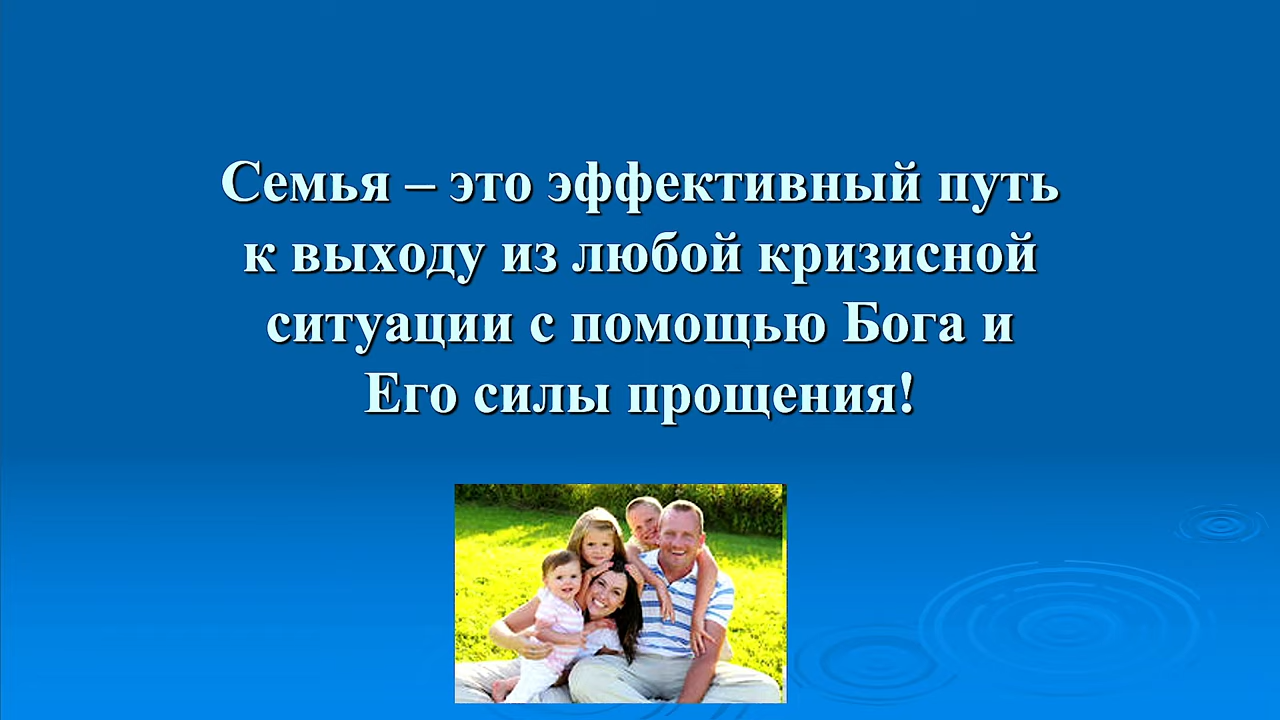 Семья – это эффективный путь
к выходу из любой кризисной
ситуации с помощью Бога и
Его силы прощения!